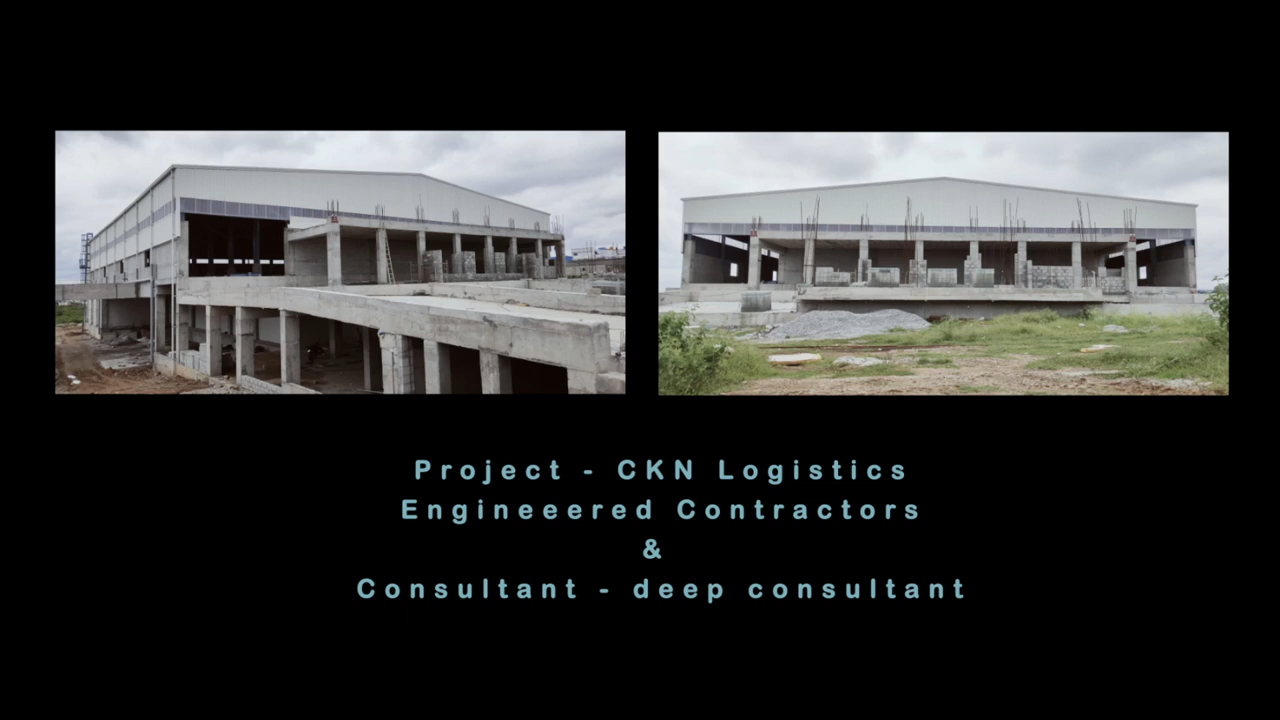 Project - CKN Logistics
Engineeered Contractors
&
Consultant - deep consultant